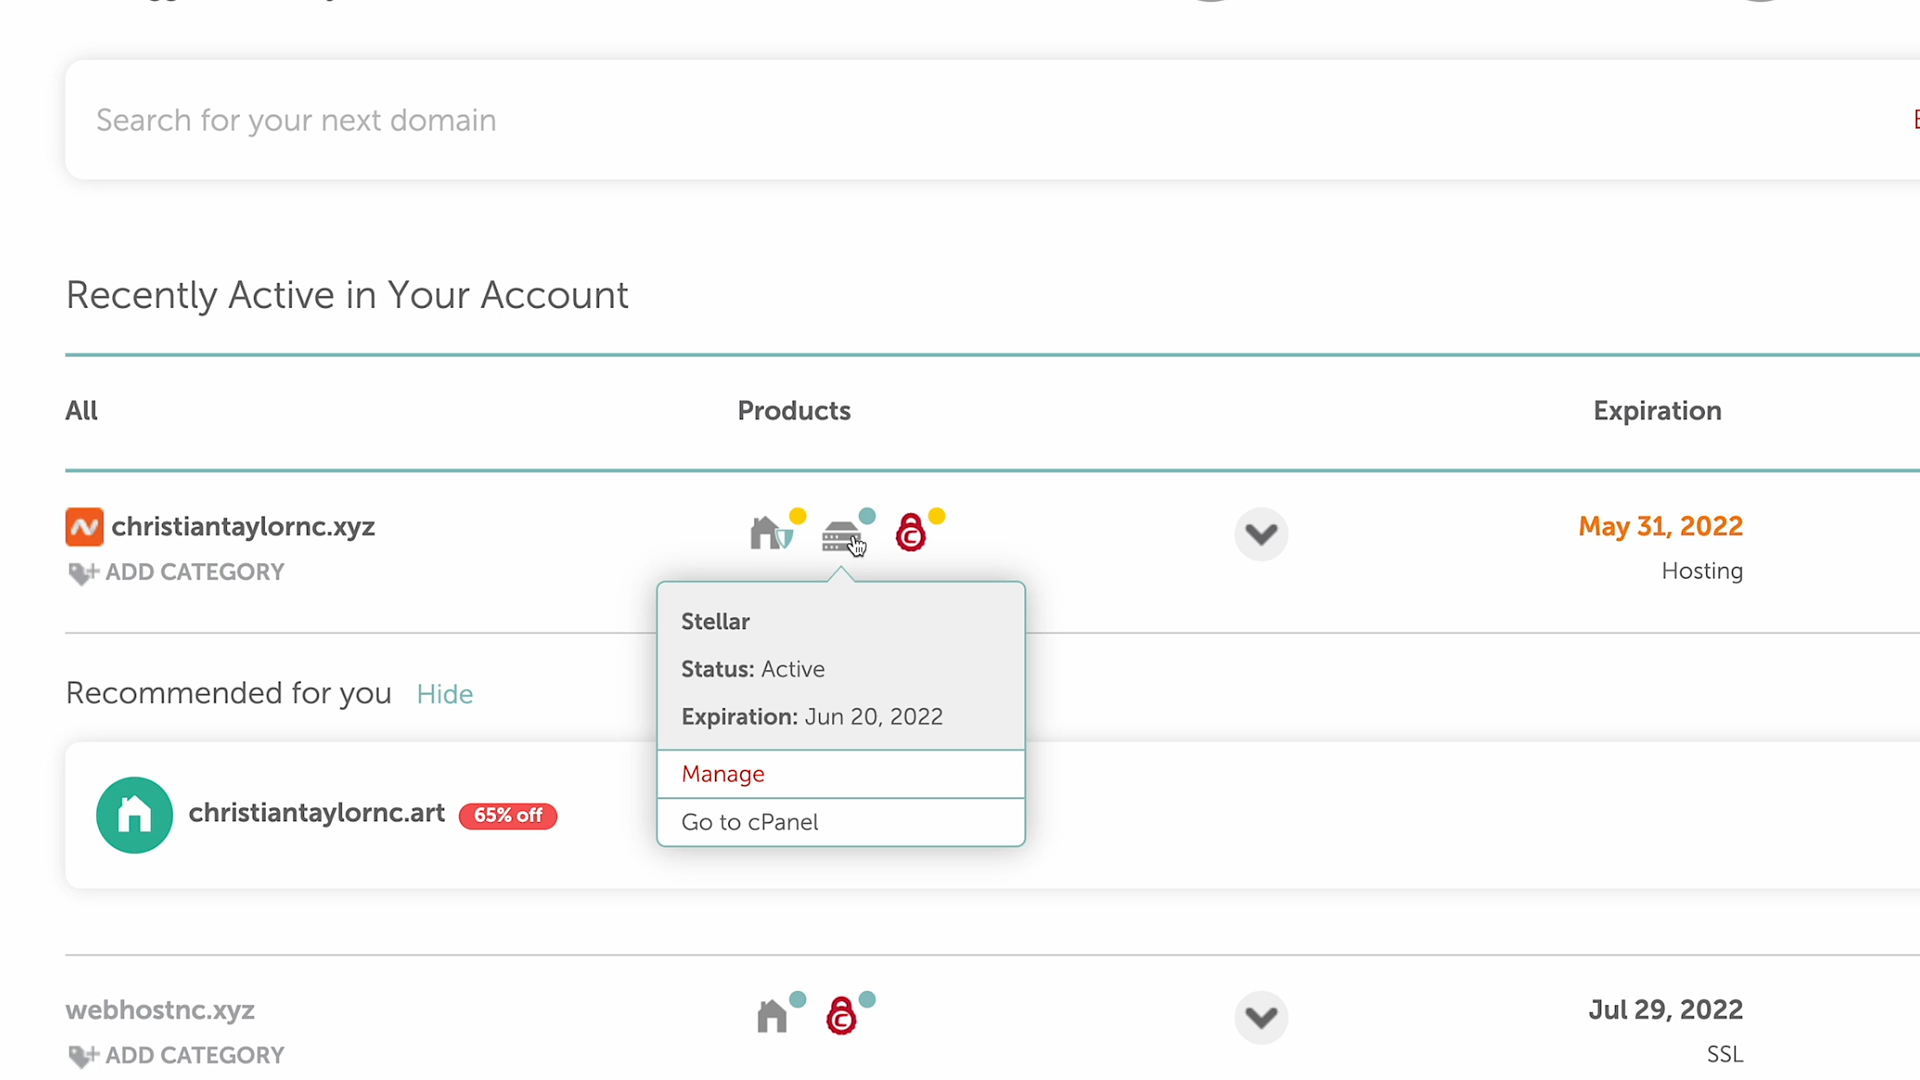 Search for your next domain
Recently Active in Your Account
All Products Expiration
christiantaylornc.xyz May 31, 2022
ADD CATEGORY Hosting
Stellar
Status: Active
Expiration: Jun 20, 2022
Manage
Go to cPanel
Recommended for you Hide
christiantaylornc.art 65% off
webhostnc.xyz Jul 29, 2022
ADD CATEGORY SSL